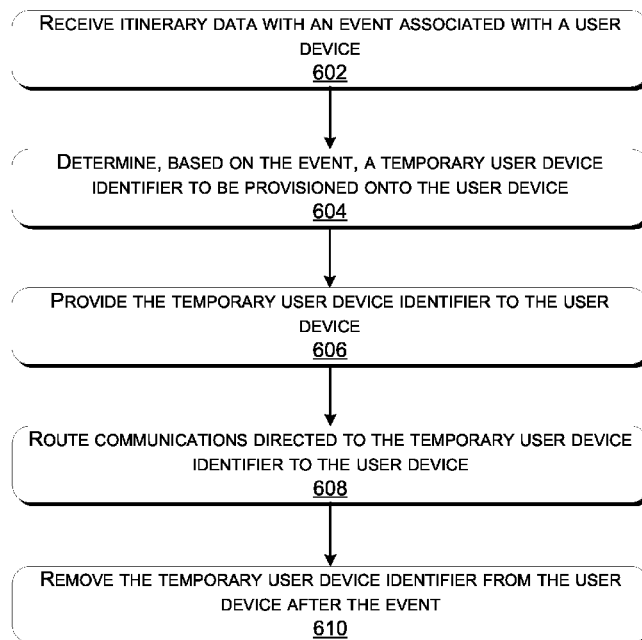 RECEIVE ITINERARY DATA WITH AN EVENT ASSOCIATED WITH A USER
DEVICE
602
DETERMINE, BASED ON THE EVENT, A TEMPORARY USER DEVICE
IDENTIFIER TO BE PROVISIONED ONTO THE USER DEVICE
604
PROVIDE THE TEMPORARY USER DEVICE IDENTIFIER TO THE USER
DEVICE
606
ROUTE COMMUNICATIONS DIRECTED TO THE TEMPORARY USER DEVICE
IDENTIFIER TO THE USER DEVICE
608
REMOVE THE TEMPORARY USER DEVICE IDENTIFIER FROM THE USER
DEVICE AFTER THE EVENT
610